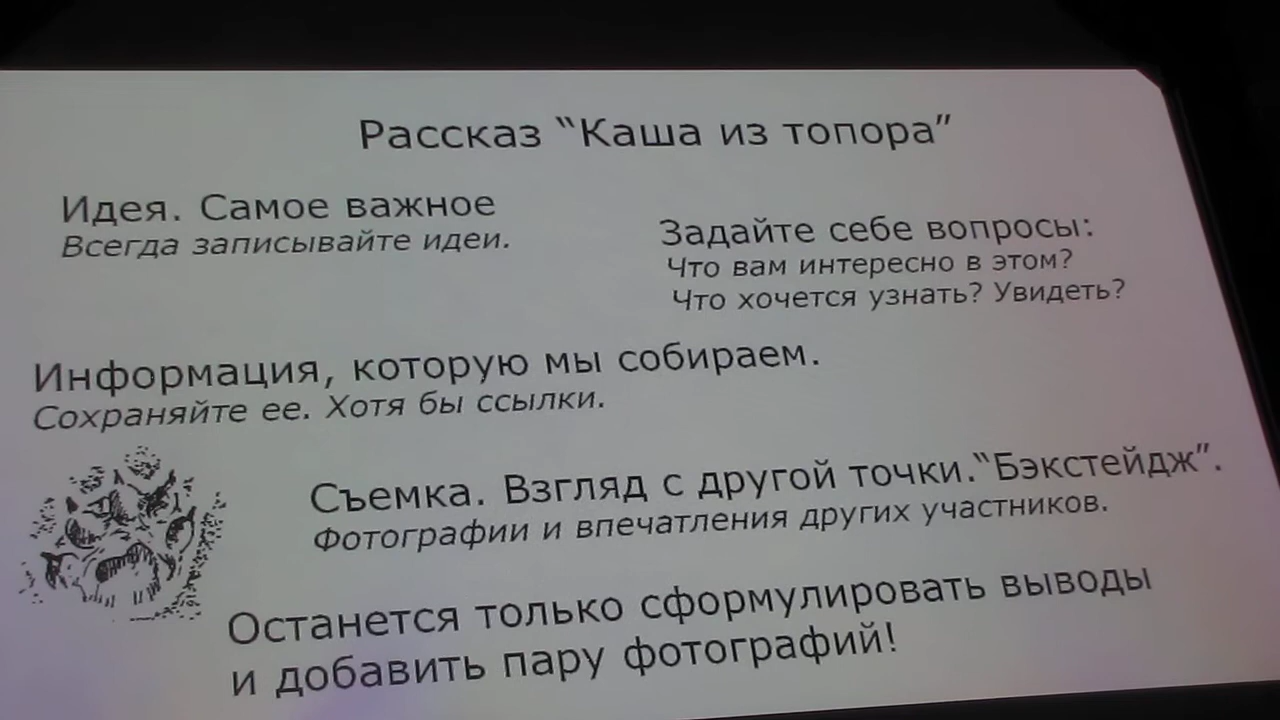 Рассказ “Каша из топора”
Идея. Самое важное
Всегда записывайте идеи.
Задайте себе вопросы:
Что вам интересно в этом?
Что хочется узнать? Увидеть?
Информация, которую мы собираем.
Сохраняйте ее. Хотя бы ссылки.
Съемка. Взгляд с другой точки.“Бэкстейдж”.
Фотографии и впечатления других участников.
Останется только сформулировать выводы
и добавить пару фотографий!